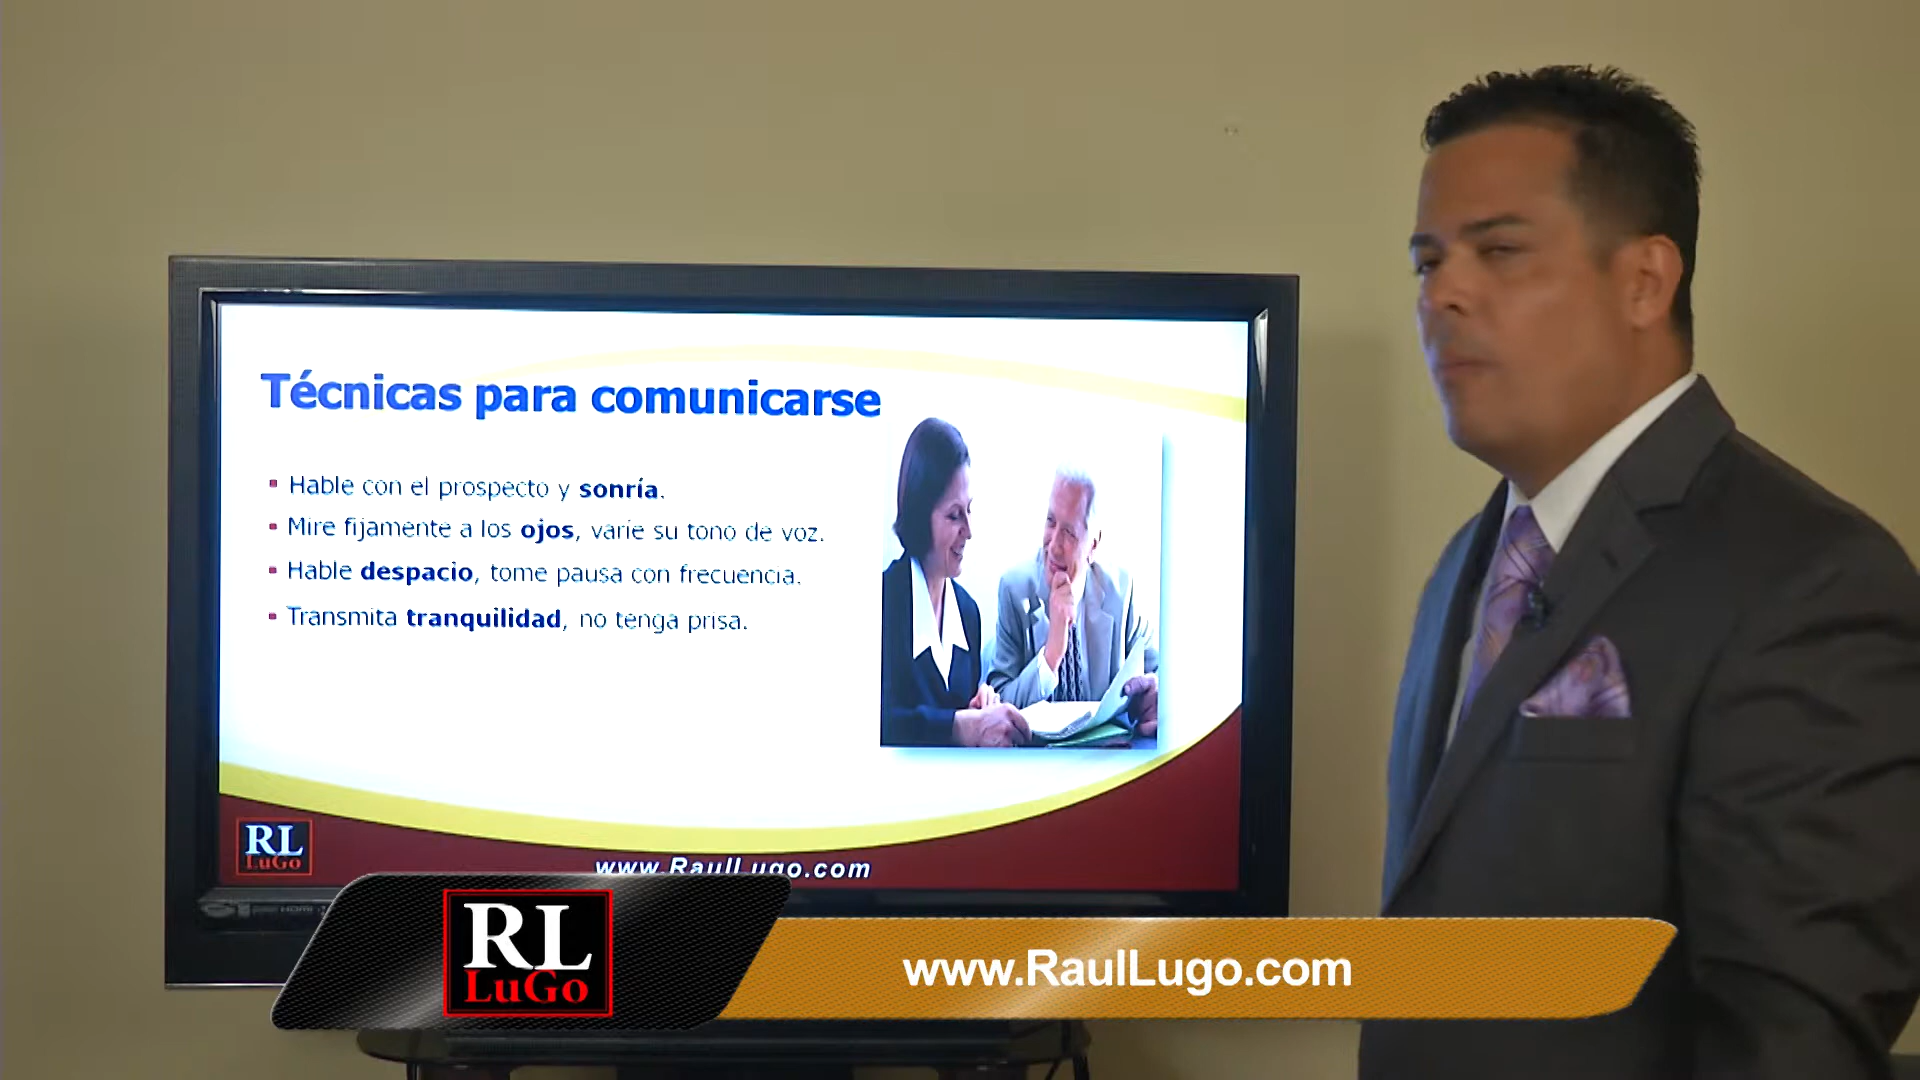 Técnicas para comunicarse
▪ Hable con el prospecto y sonría.
▪ Mire fijamente a los ojos, varíe su tono de voz.
▪ Hable despacio, tome pausa con frecuencia.
▪ Transmita tranquilidad, no tenga prisa.
RL
LuGo
www.RaulLugo.com
RL
LuGo
www.RaulLugo.com